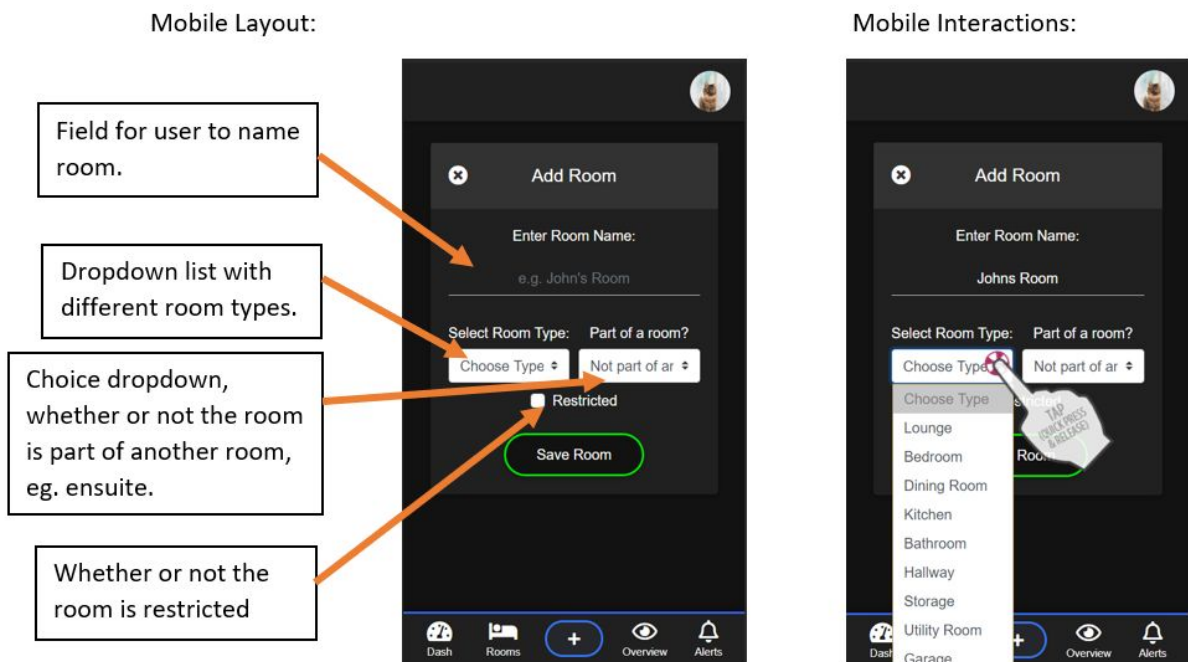 Mobile Layout:
Mobile Interactions:
Field for user to name
room.
Dropdown list with
different room types.
Choice dropdown,
whether or not the room
is part of another room,
eg. ensuite.
Whether or not the
room is restricted
Add Room
Enter Room Name:
e.g. John's Room
Select Room Type: Part of a room?
Choose Type Not part of ar
Restricted
Save Room
Dash Rooms + Overview Alerts
Add Room
Enter Room Name:
Johns Room
Select Room Type: Part of a room?
Choose Type Not part of ar
Choose Type
TAP
(QUICK PRESS
& RELEASE)
Lounge
Bedroom
Dining Room
Kitchen
Bathroom
Hallway
Storage
Utility Room
Garage
+ Overview Alerts